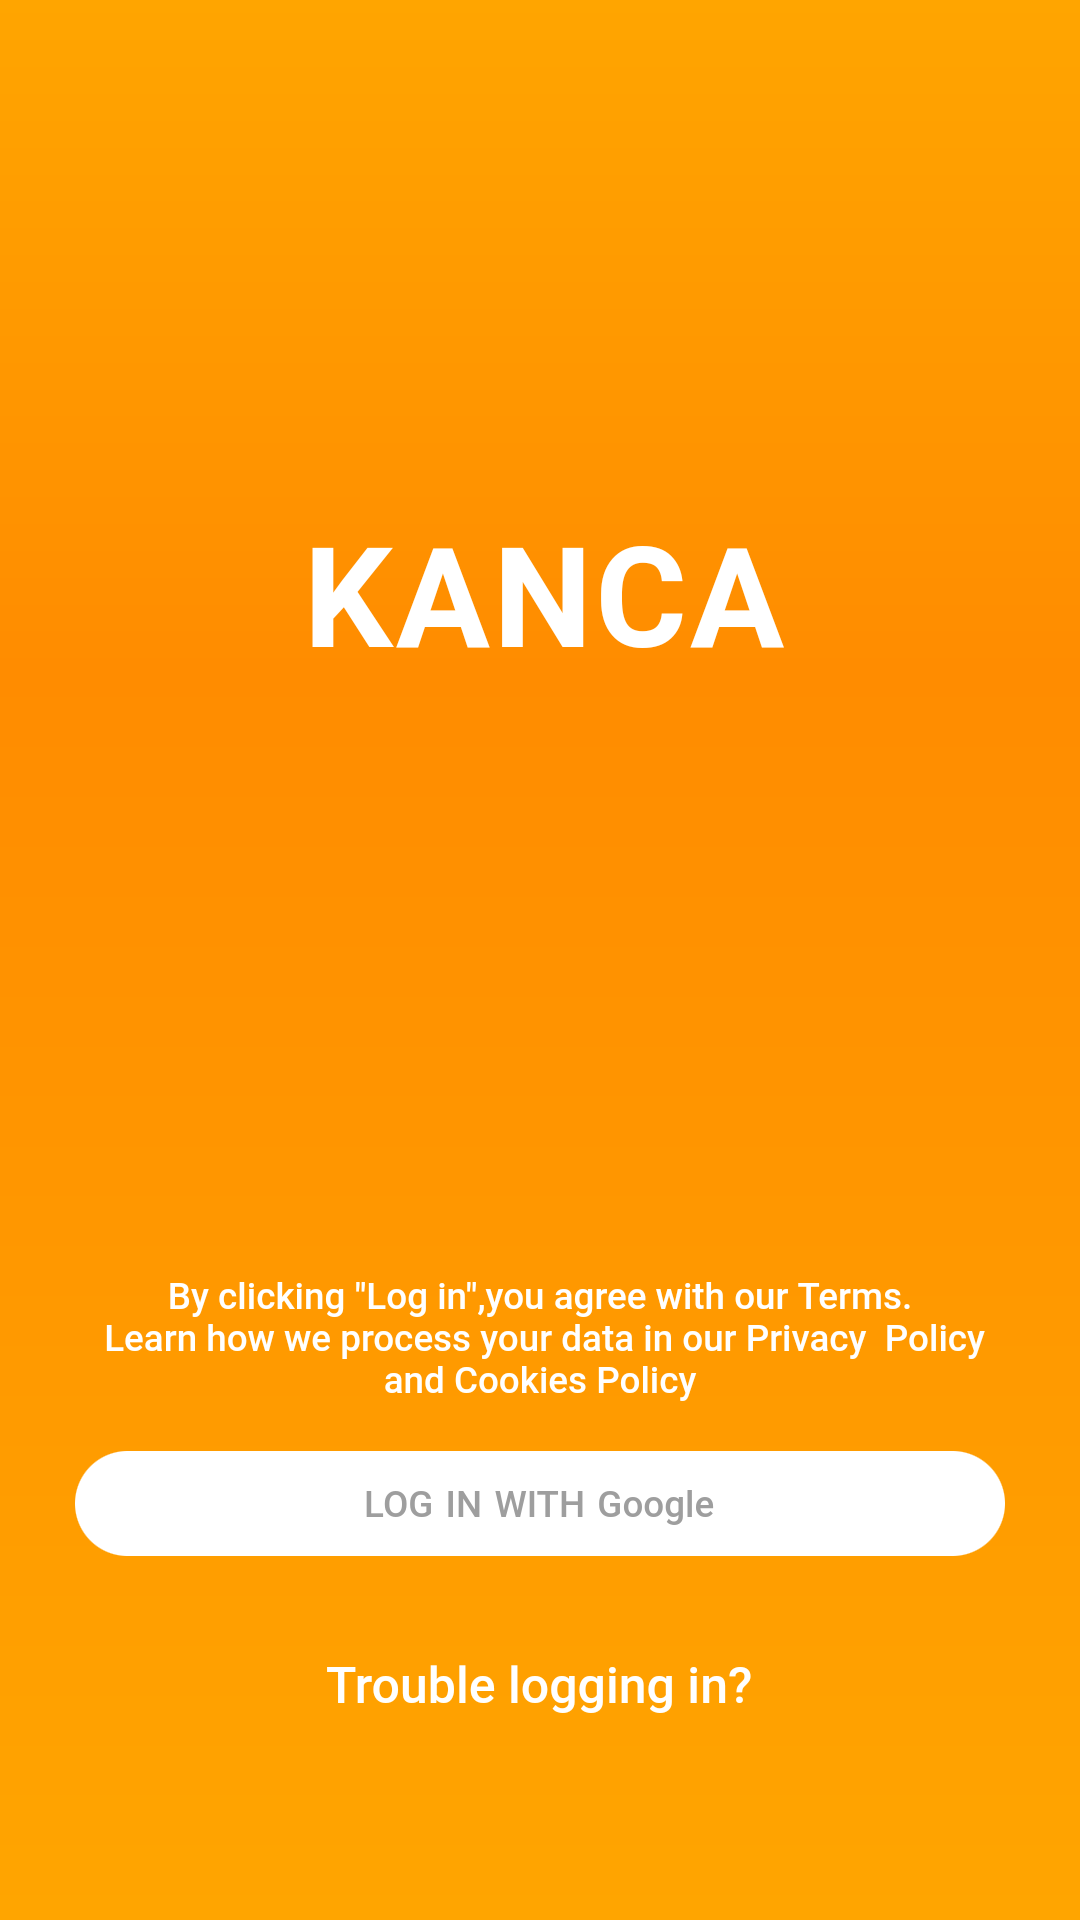 KANCA
By clicking "Log in",you agree with our Terms.
Learn how we process your data in our Privacy  Policy
and Cookies Policy
LOG IN WITH Google
Trouble logging in?